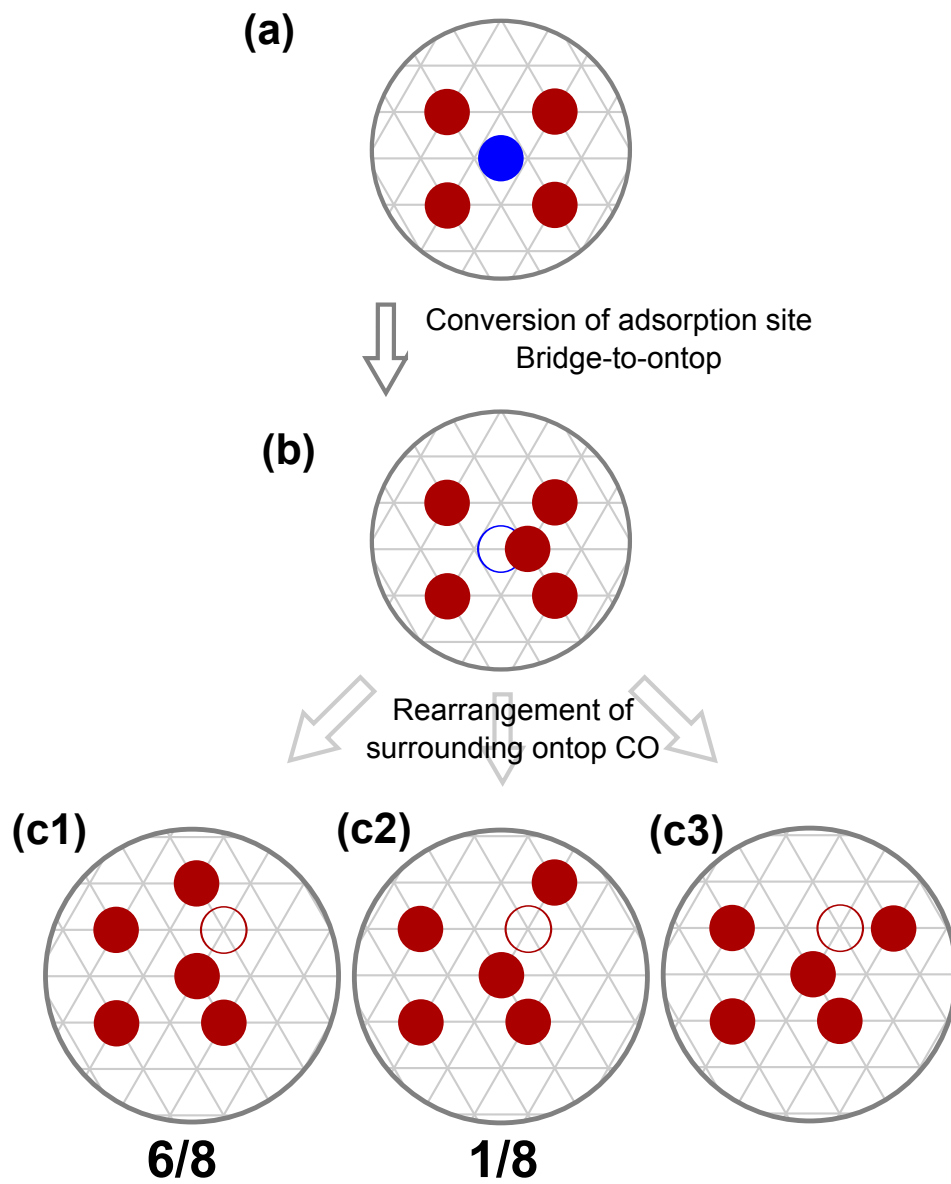 (a)
Conversion of adsorption site
Bridge-to-ontop
(b)
Rearrangement of
surrounding ontop CO
(c1)
(c2)
(c3)
6/8
1/8